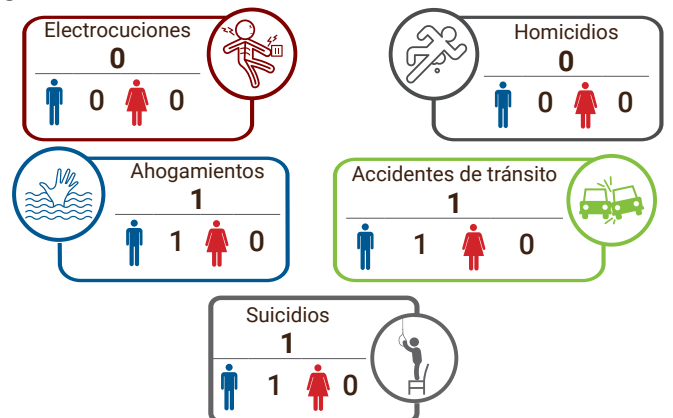 Electrocuciones
0
0 0
Homicidios
0
0 0
Ahogamientos
1
1 0
Accidentes de tránsito
1
1 0
Suicidios
1
1 0